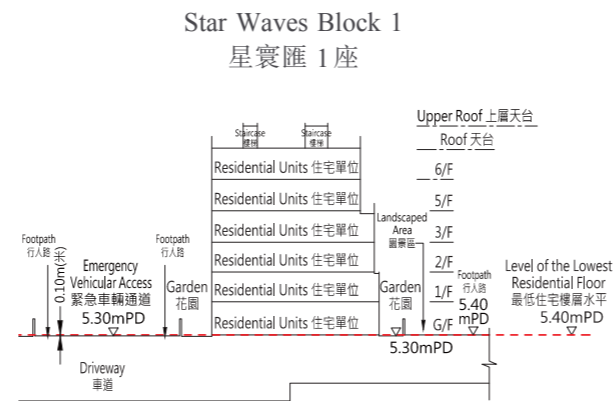 Star Waves Block 1
星寰匯 1座
Upper Roof 上層天台
Roof 天台
Staircase
樓梯
Staircase
樓梯
Residential Units 住宅單位
6/F
Residential Units 住宅單位
5/F
Residential Units 住宅單位
3/F
Residential Units 住宅單位
2/F
Residential Units 住宅單位
1/F
Residential Units 住宅單位
G/F
Landscaped
Area
園景區
Footpath
行人路
0.10m(米)
Emergency
Vehicular Access
緊急車輛通道
5.30mPD
Footpath
行人路
Garden
花園
Garden
花園
5.30mPD
Footpath
行人路
5.40
mPD
Level of the Lowest
Residential Floor
最低住宅樓層水平
5.40mPD
Driveway
車道